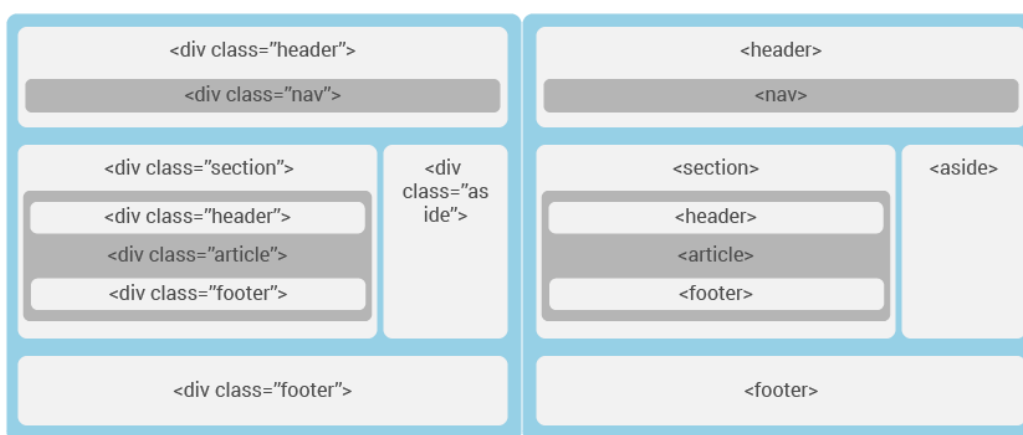 <div class=”header”>
<div class=”nav”>
<div class=”section”>
<div class=”header”>
<div class=”article”>
<div class=”footer”>
<div
class=”as
ide”>
<div class=”footer”>
<header>
<nav>
<section>
<header>
<article>
<footer>
<aside>
<footer>